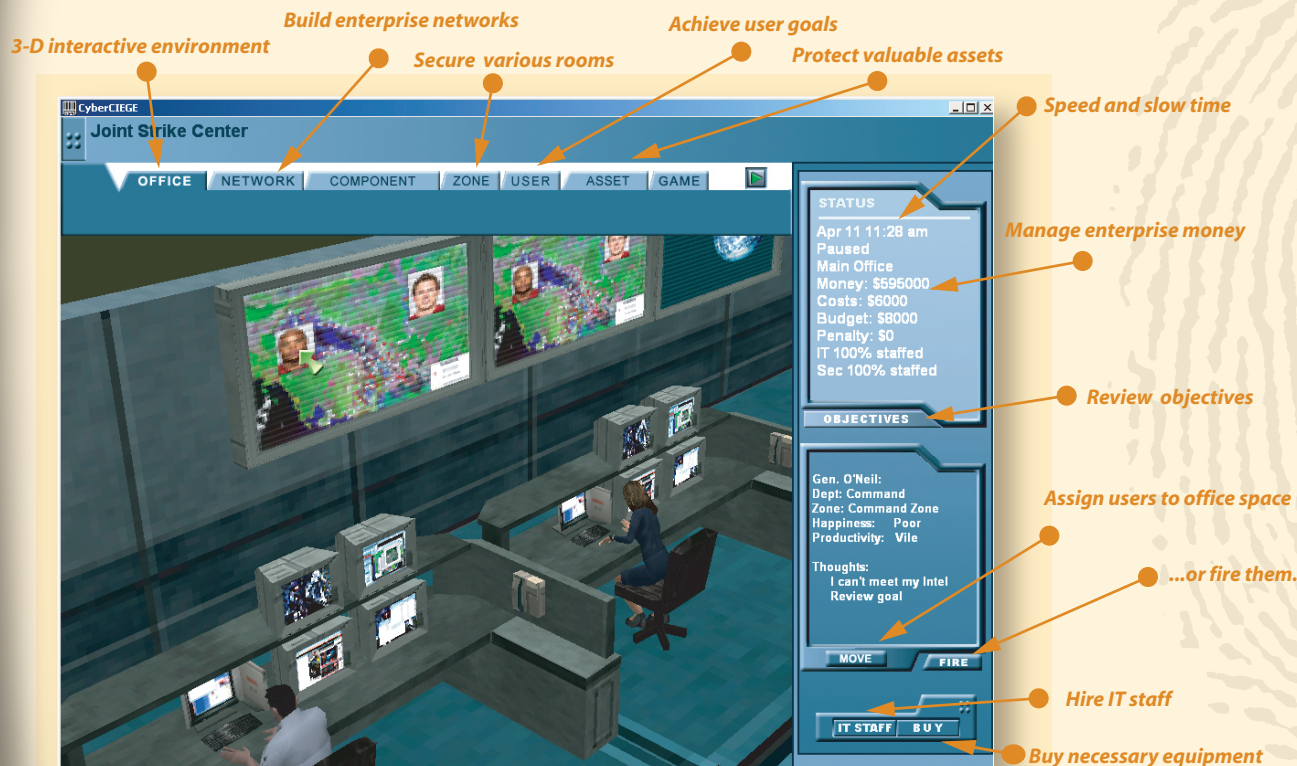 Build enterprise networks
Achieve user goals
3-D interactive environment
Secure various rooms
Protect valuable assets
CyberCIEGE
Speed and slow time
Joint Strike Center
OFFICE NETWORK COMPONENT ZONE USER ASSET GAME
STATUS
Apr 11 11:28 am
Paused
Main Office
Money: $595000
Costs: $6000
Budget: $8000
Penalty: $0
IT 100% staffed
Sec 100% staffed
Manage enterprise money
OBJECTIVES
Review objectives
Gen. O'Neil:
Dept: Command
Zone: Command Zone
Happiness: Poor
Productivity: Vile
Thoughts:
I can't meet my Intel
Review goal
Assign users to office space
...or fire them.
MOVE FIRE
Hire IT staff
IT STAFF BUY
Buy necessary equipment